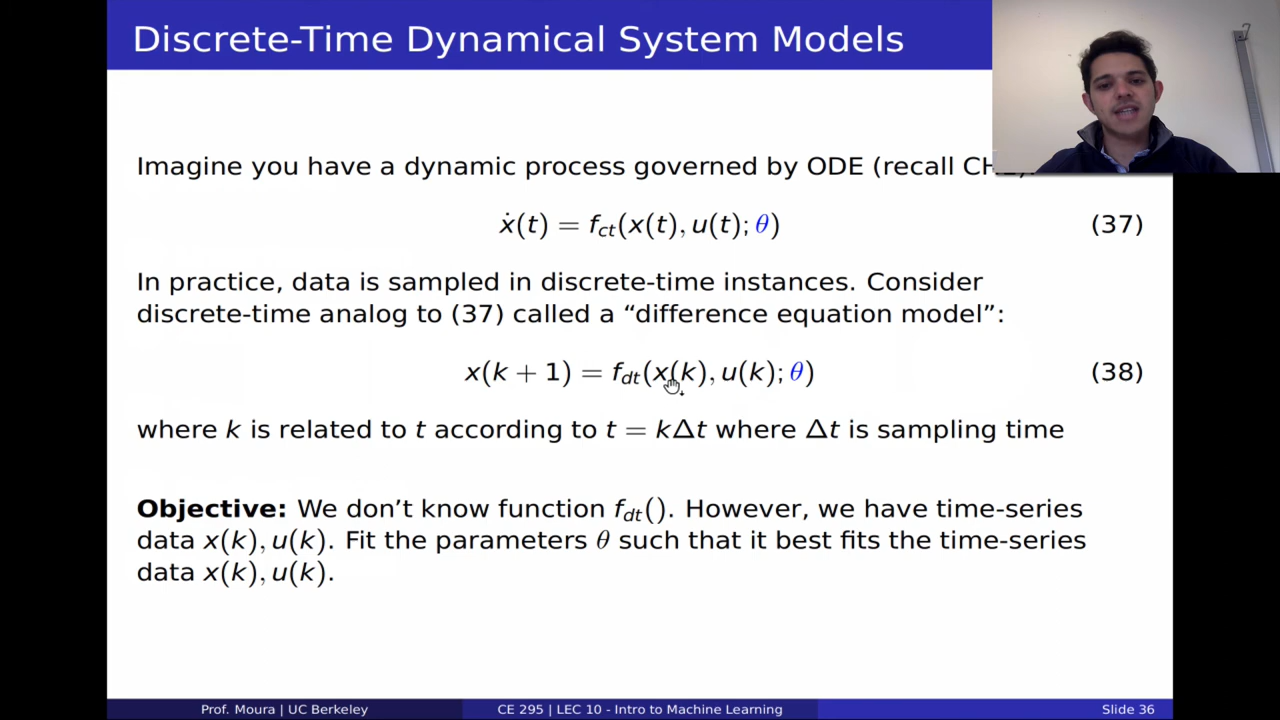 Discrete-Time Dynamical System Models
Imagine you have a dynamic process governed by ODE (recall
ẋ(t) = f_ct(x(t), u(t); θ) (37)
In practice, data is sampled in discrete-time instances. Consider
discrete-time analog to (37) called a “difference equation model”:
x(k + 1) = f_dt(x(k), u(k); θ) (38)
where k is related to t according to t = kΔt where Δt is sampling time
Objective: We don’t know function f_dt(). However, we have time-series
data x(k), u(k). Fit the parameters θ such that it best fits the time-series
data x(k), u(k).
Prof. Moura | UC Berkeley CE 295 | LEC 10 - Intro to Machine Learning Slide 36